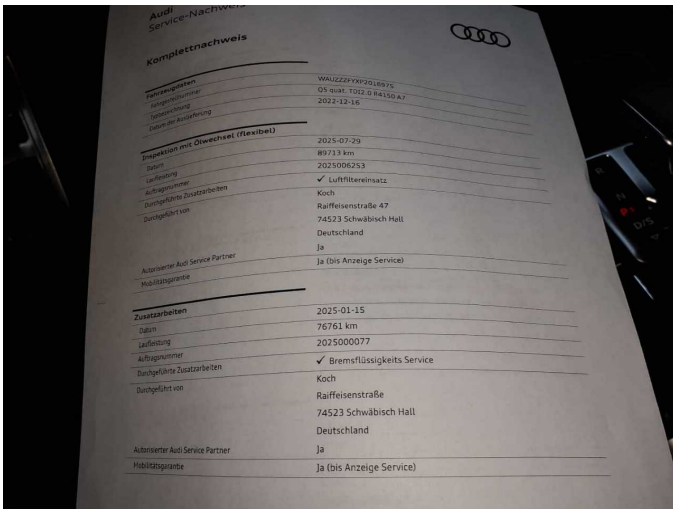 Audi
Service-Nachweis
Komplettnachweis
Fahrzeugdaten
Fahrgestellnummer WAUZZZFYXP2018975
Typbezeichnung Q5 quat. TDI2.0 R4150 A7
Datum der Auslieferung 2022-12-16
Inspektion mit Ölwechsel (flexibel)
Datum 2025-07-29
Laufleistung 89713 km
Auftragsnummer 2025006253
Durchgeführte Zusatzarbeiten ✓ Luftfiltereinsatz
Durchgeführt von Koch
Raiffeisenstraße 47
74523 Schwäbisch Hall
Deutschland
Autorisierter Audi Service Partner Ja
Mobilitätsgarantie Ja (bis Anzeige Service)
Zusatzarbeiten
Datum 2025-01-15
Laufleistung 76761 km
Auftragsnummer 2025000077
Durchgeführte Zusatzarbeiten ✓ Bremsflüssigkeits Service
Durchgeführt von Koch
Raiffeisenstraße
74523 Schwäbisch Hall
Deutschland
Autorisierter Audi Service Partner Ja
Mobilitätsgarantie Ja (bis Anzeige Service)
R
N
D/S